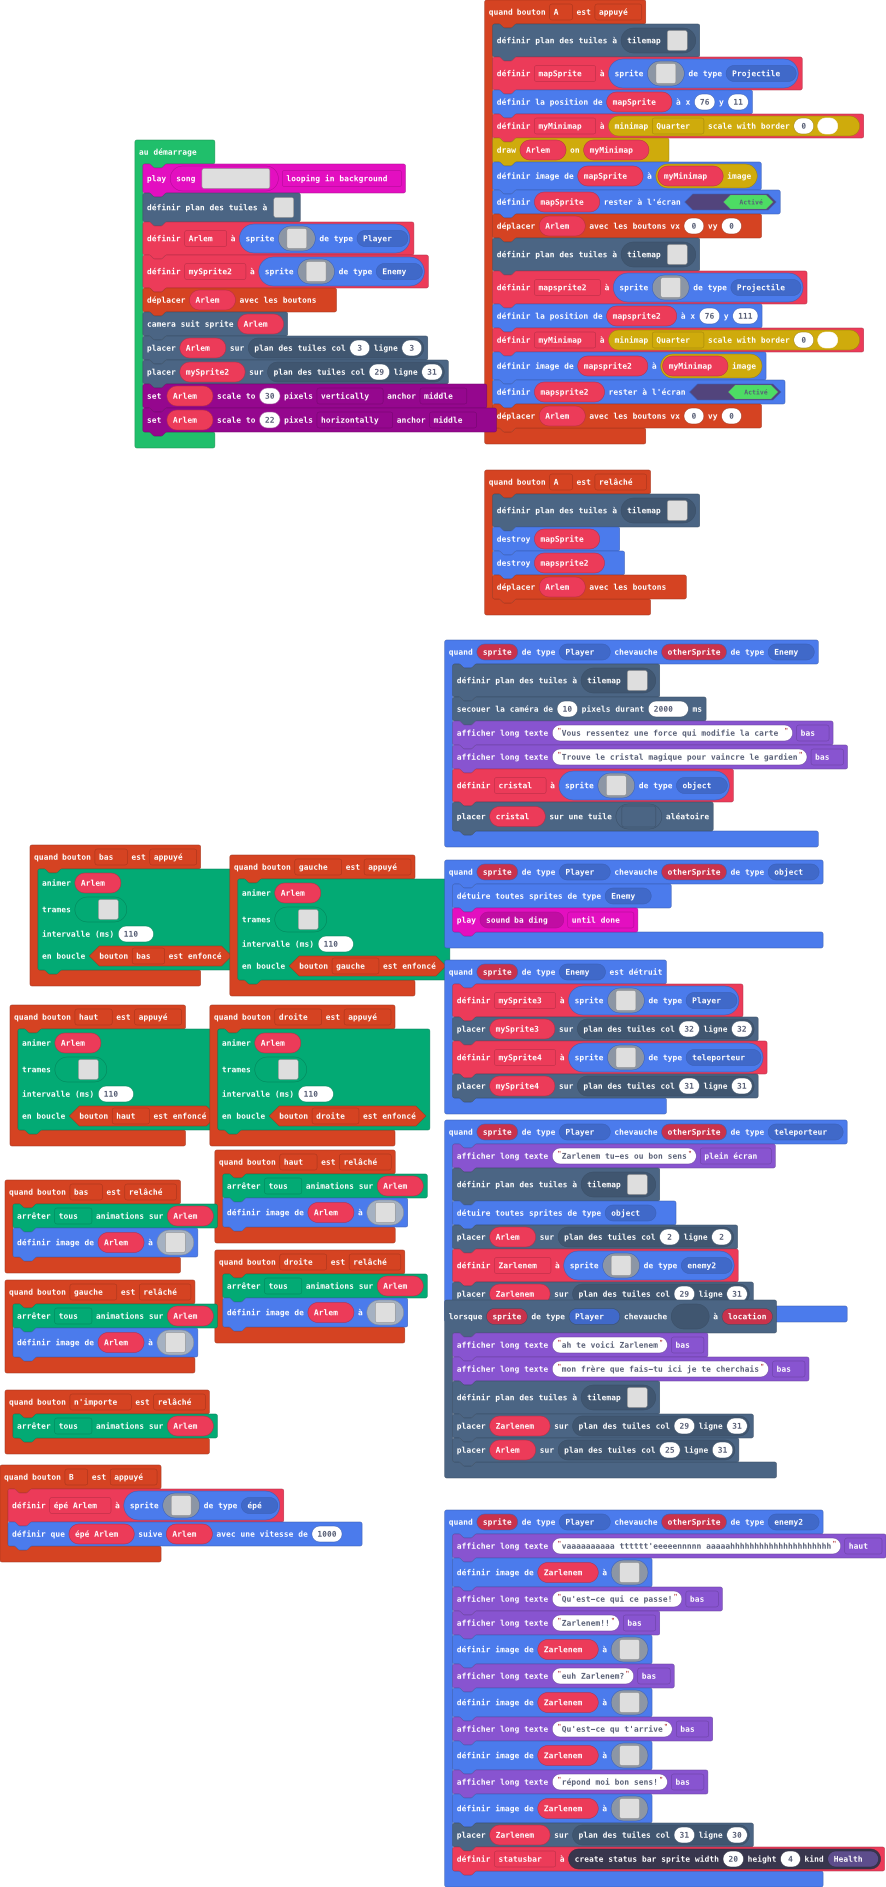 quand bouton A est appuyé
définir plan des tuiles à tilemap
définir mapSprite à sprite de type Projectile
définir la position de mapSprite à x 76 y 11
définir myMinimap à minimap Quarter scale with border 0
draw Arlem on myMinimap
définir image de mapSprite à myMinimap image
définir mapSprite rester à l'écran Activé
déplacer Arlem avec les boutons vx 0 vy 0
définir plan des tuiles à tilemap
définir mapsprite2 à sprite de type Projectile
définir la position de mapsprite2 à x 76 y 111
définir myMinimap à minimap Quarter scale with border 0
définir image de mapsprite2 à myMinimap image
définir mapsprite2 rester à l'écran Activé
déplacer Arlem avec les boutons vx 0 vy 0
au démarrage
play song looping in background
définir plan des tuiles à
définir Arlem à sprite de type Player
définir mySprite2 à sprite de type Enemy
déplacer Arlem avec les boutons
camera suit sprite Arlem
placer Arlem sur plan des tuiles col 3 ligne 3
placer mySprite2 sur plan des tuiles col 29 ligne 31
set Arlem scale to 30 pixels vertically anchor middle
set Arlem scale to 22 pixels horizontally anchor middle
quand bouton A est relâché
définir plan des tuiles à tilemap
destroy mapSprite
destroy mapsprite2
déplacer Arlem avec les boutons
quand sprite de type Player chevauche otherSprite de type Enemy
définir plan des tuiles à tilemap
secouer la caméra de 10 pixels durant 2000 ms
afficher long texte "Vous ressentez une force qui modifie la carte " bas
afficher long texte "Trouve le cristal magique pour vaincre le gardien" bas
définir cristal à sprite de type object
placer cristal sur une tuile aléatoire
quand bouton bas est appuyé
animer Arlem
trames
intervalle (ms) 110
en boucle bouton bas est enfoncé
quand bouton gauche est appuyé
animer Arlem
trames
intervalle (ms) 110
en boucle bouton gauche est enfoncé
quand sprite de type Player chevauche otherSprite de type object
détuire toutes sprites de type Enemy
play sound ba ding until done
quand sprite de type Enemy est détruit
définir mySprite3 à sprite de type Player
placer mySprite3 sur plan des tuiles col 32 ligne 32
définir mySprite4 à sprite de type teleporteur
placer mySprite4 sur plan des tuiles col 31 ligne 31
quand bouton haut est appuyé
animer Arlem
trames
intervalle (ms) 110
en boucle bouton haut est enfoncé
quand bouton droite est appuyé
animer Arlem
trames
intervalle (ms) 110
en boucle bouton droite est enfoncé
quand sprite de type Player chevauche otherSprite de type teleporteur
afficher long texte "Zarlenem tu-es ou bon sens" plein écran
définir plan des tuiles à tilemap
détuire toutes sprites de type object
placer Arlem sur plan des tuiles col 2 ligne 2
définir Zarlenem à sprite de type enemy2
placer Zarlenem sur plan des tuiles col 29 ligne 31
quand bouton haut est relâché
arrêter tous animations sur Arlem
définir image de Arlem à
quand bouton bas est relâché
arrêter tous animations sur Arlem
définir image de Arlem à
quand bouton droite est relâché
arrêter tous animations sur Arlem
définir image de Arlem à
quand bouton gauche est relâché
arrêter tous animations sur Arlem
définir image de Arlem à
lorsque sprite de type Player chevauche à location
afficher long texte "ah te voici Zarlenem" bas
afficher long texte "mon frère que fais-tu ici je te cherchais" bas
définir plan des tuiles à tilemap
placer Zarlenem sur plan des tuiles col 29 ligne 31
placer Arlem sur plan des tuiles col 25 ligne 31
quand bouton n'importe est relâché
arrêter tous animations sur Arlem
quand bouton B est appuyé
définir épé Arlem à sprite de type épé
définir que épé Arlem suive Arlem avec une vitesse de 1000
quand sprite de type Player chevauche otherSprite de type enemy2
afficher long texte "vaaaaaaaaaa tttttt'eeeeennnnn aaaaahhhhhhhhhhhhhhhhhhhhh" haut
définir image de Zarlenem à
afficher long texte "Qu'est-ce qui ce passe!" bas
afficher long texte "Zarlenem!!" bas
définir image de Zarlenem à
afficher long texte "euh Zarlenem?" bas
définir image de Zarlenem à
afficher long texte "Qu'est-ce qu t'arrive" bas
définir image de Zarlenem à
afficher long texte "répond moi bon sens!" bas
définir image de Zarlenem à
placer Zarlenem sur plan des tuiles col 31 ligne 30
définir statusbar à create status bar sprite width 20 height 4 kind Health